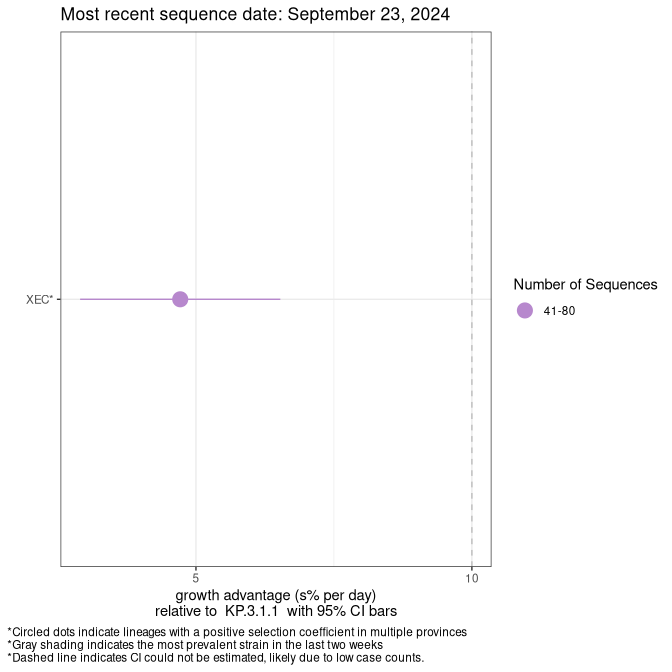 Most recent sequence date: September 23, 2024
XEC*
Number of Sequences
41-80
5
10
growth advantage (s% per day)
relative to  KP.3.1.1  with 95% CI bars
*Circled dots indicate lineages with a positive selection coefficient in multiple provinces
*Gray shading indicates the most prevalent strain in the last two weeks
*Dashed line indicates CI could not be estimated, likely due to low case counts.